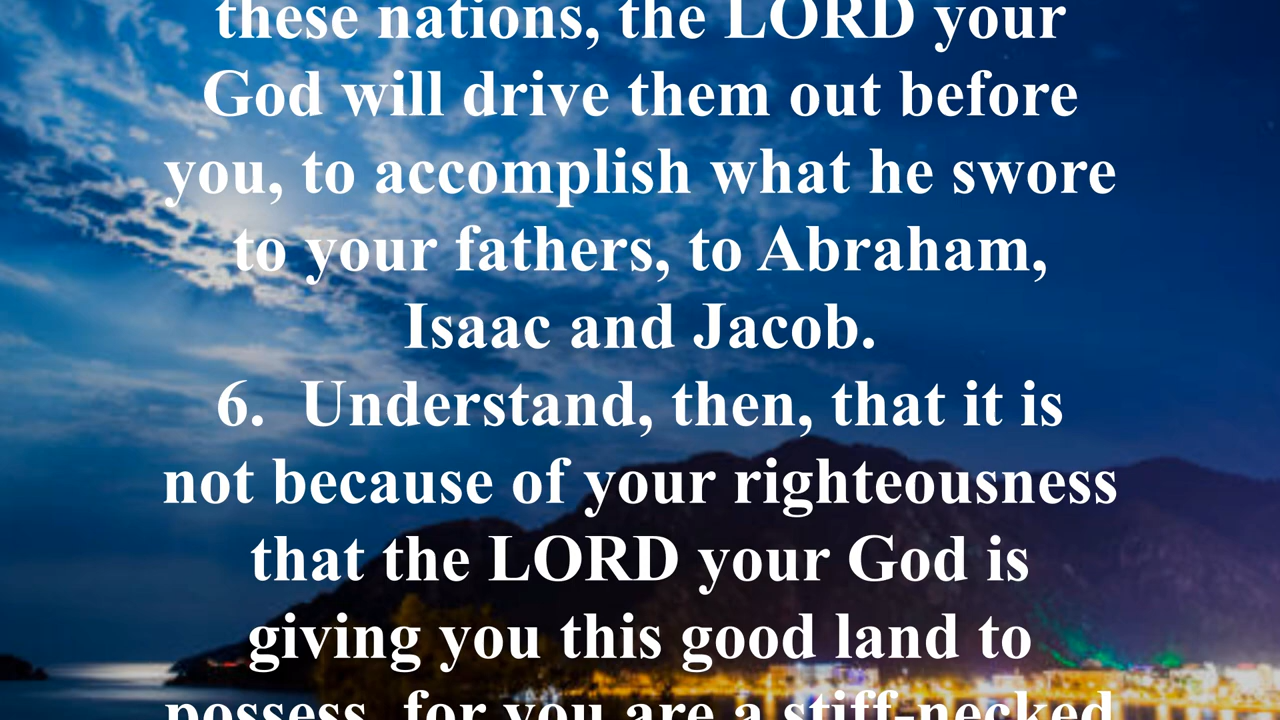 these nations, the LORD your
God will drive them out before
you, to accomplish what he swore
to your fathers, to Abraham,
Isaac and Jacob.
6.  Understand, then, that it is
not because of your righteousness
that the LORD your God is
giving you this good land to
possess, for you are a stiff-necked